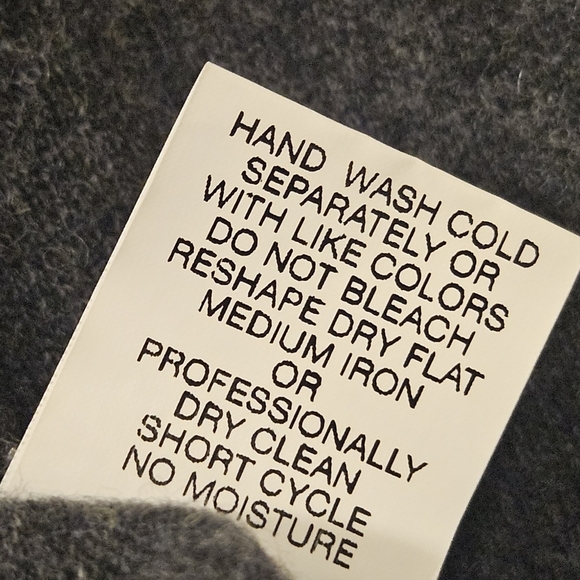 HAND WASH COLD
SEPARATELY OR
WITH LIKE COLORS
DO NOT BLEACH
RESHAPE DRY FLAT
MEDIUM IRON
OR
PROFESSIONALLY
DRY CLEAN
SHORT CYCLE
NO MOISTURE